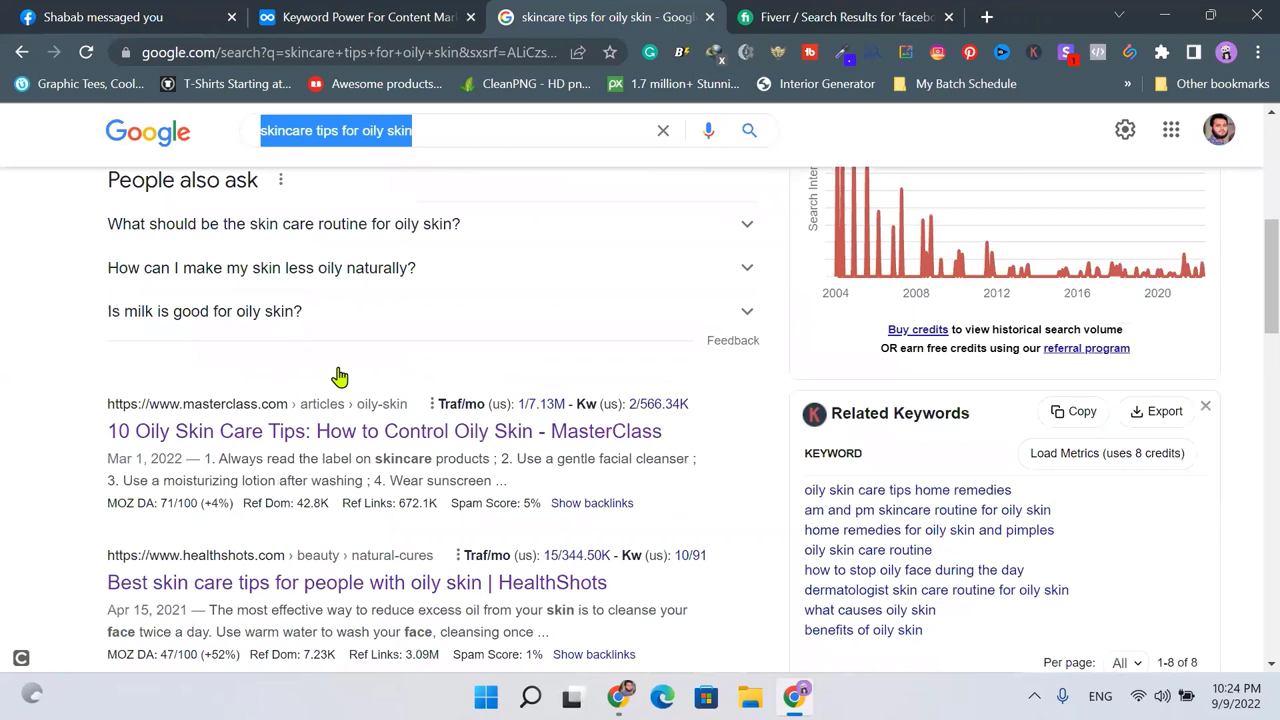 Shabab messaged you
Keyword Power For Content Mar
skincare tips for oily skin - Googl
Fiverr / Search Results for 'facebo
google.com/search?q=skincare+tips+for+oily+skin&sxsrf=ALiCzs...
Graphic Tees, Cool...
T-Shirts Starting at...
Awesome products...
CleanPNG - HD pn...
1.7 million+ Stunni...
Interior Generator
My Batch Schedule
»
Other bookmarks
Google
skincare tips for oily skin
People also ask
What should be the skin care routine for oily skin?
How can I make my skin less oily naturally?
Is milk is good for oily skin?
Feedback
https://www.masterclass.com › articles › oily-skin
Traf/mo (us): 1/7.13M - Kw (us): 2/566.34K
10 Oily Skin Care Tips: How to Control Oily Skin - MasterClass
Mar 1, 2022 — 1. Always read the label on skincare products ; 2. Use a gentle facial cleanser ;
3. Use a moisturizing lotion after washing ; 4. Wear sunscreen ...
MOZ DA: 71/100 (+4%) Ref Dom: 42.8K Ref Links: 672.1K Spam Score: 5% Show backlinks
https://www.healthshots.com › beauty › natural-cures
Traf/mo (us): 15/344.50K - Kw (us): 10/91
Best skin care tips for people with oily skin | HealthShots
Apr 15, 2021 — The most effective way to reduce excess oil from your skin is to cleanse your
face twice a day. Use warm water to wash your face, cleansing once ...
MOZ DA: 47/100 (+52%) Ref Dom: 7.23K Ref Links: 3.09M Spam Score: 1% Show backlinks
Search Inter
2004 2008 2012 2016 2020
Buy credits to view historical search volume
OR earn free credits using our referral program
Related Keywords
Copy
Export
KEYWORD
Load Metrics (uses 8 credits)
oily skin care tips home remedies
am and pm skincare routine for oily skin
home remedies for oily skin and pimples
oily skin care routine
how to stop oily face during the day
dermatologist skin care routine for oily skin
what causes oily skin
benefits of oily skin
Per page: All 1-8 of 8
ENG
10:24 PM
9/9/2022